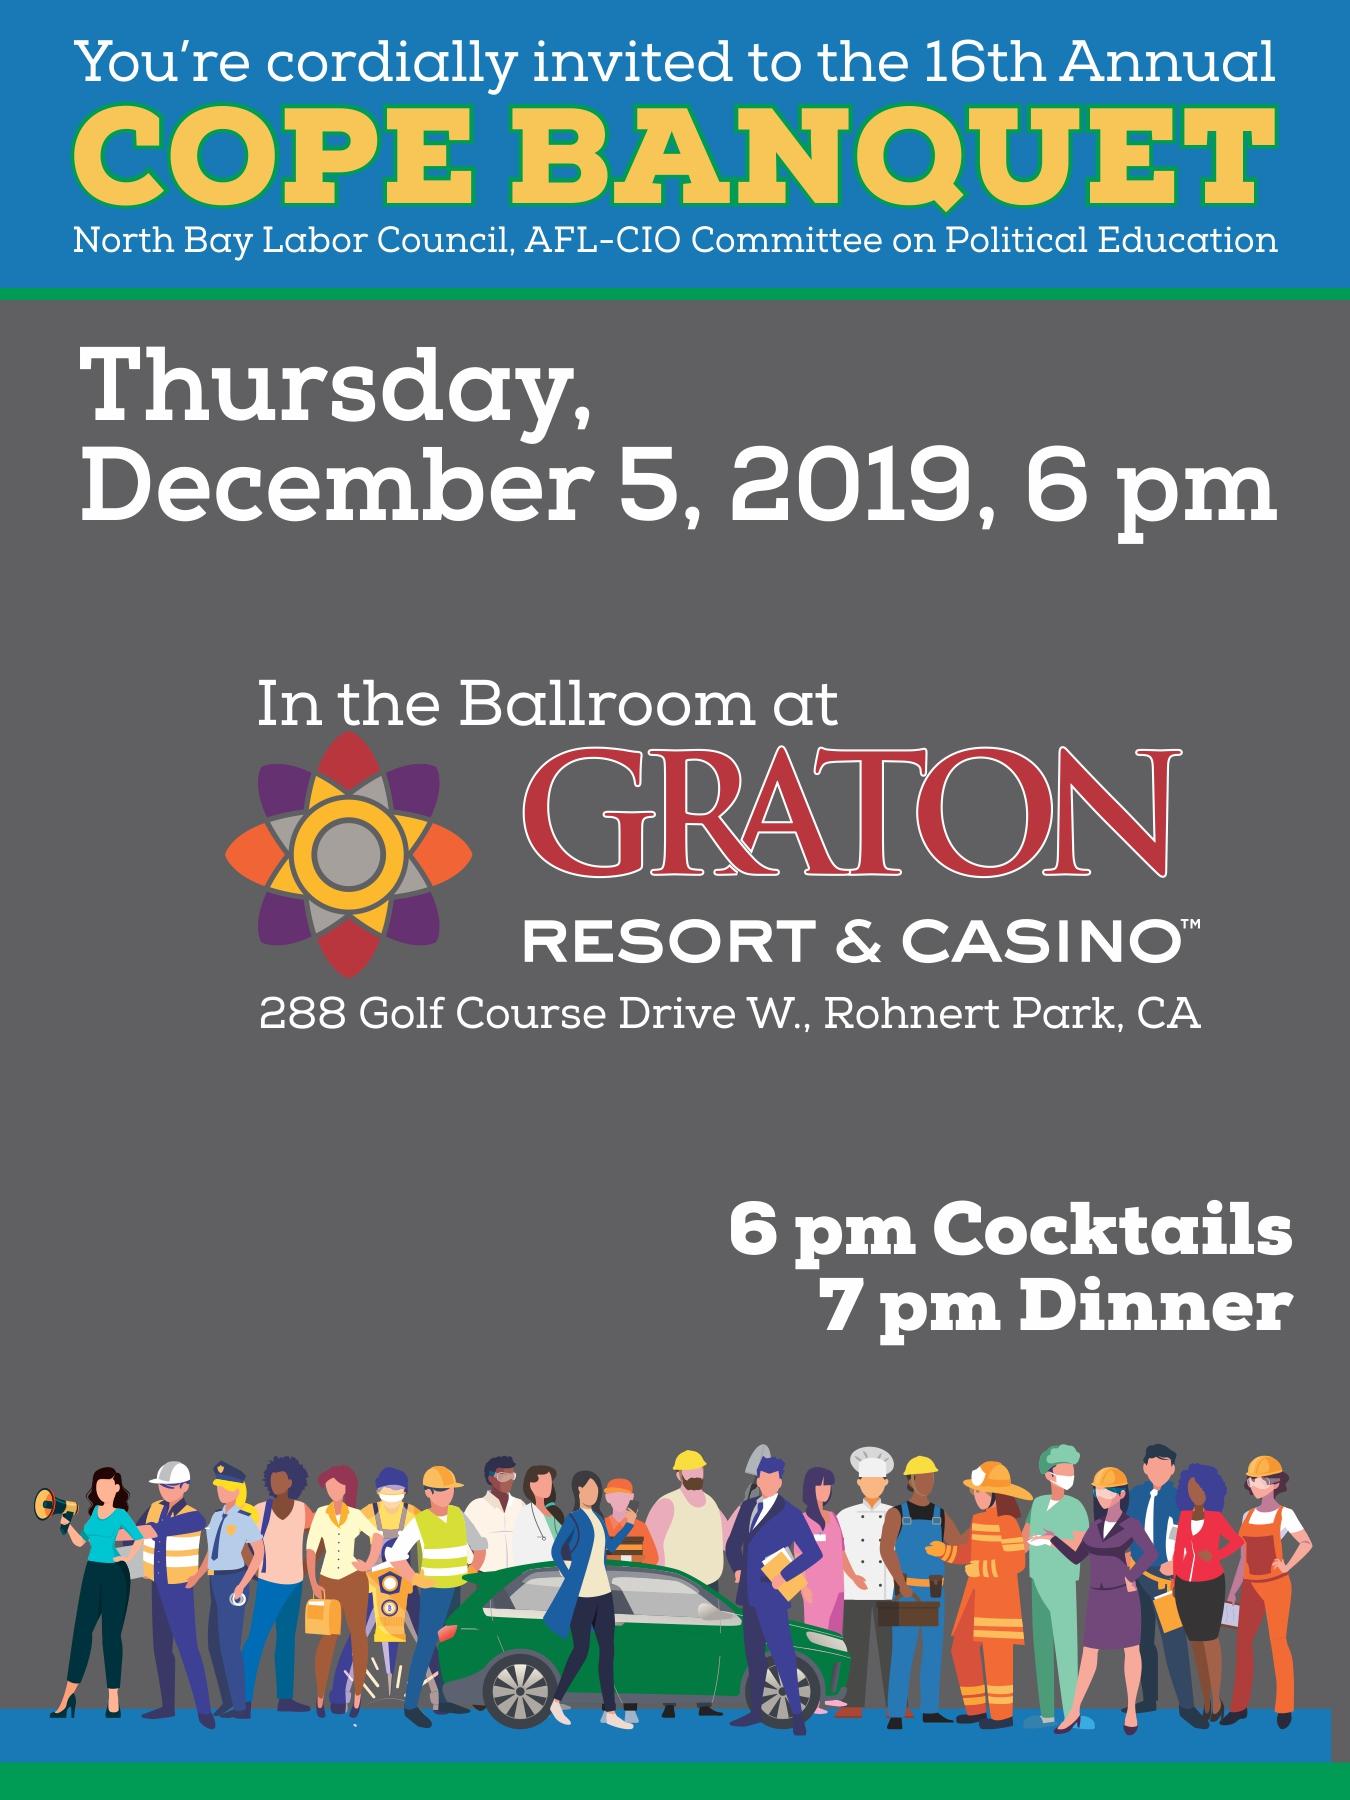 You're cordially invited to the 16th Annual
COPE BANQUET
North Bay Labor Council, AFL-CIO Committee on Political Education
Thursday,
December 5, 2019, 6 pm
In the Ballroom at
GRATON
RESORT & CASINO™
288 Golf Course Drive W., Rohnert Park, CA
6 pm Cocktails
7 pm Dinner